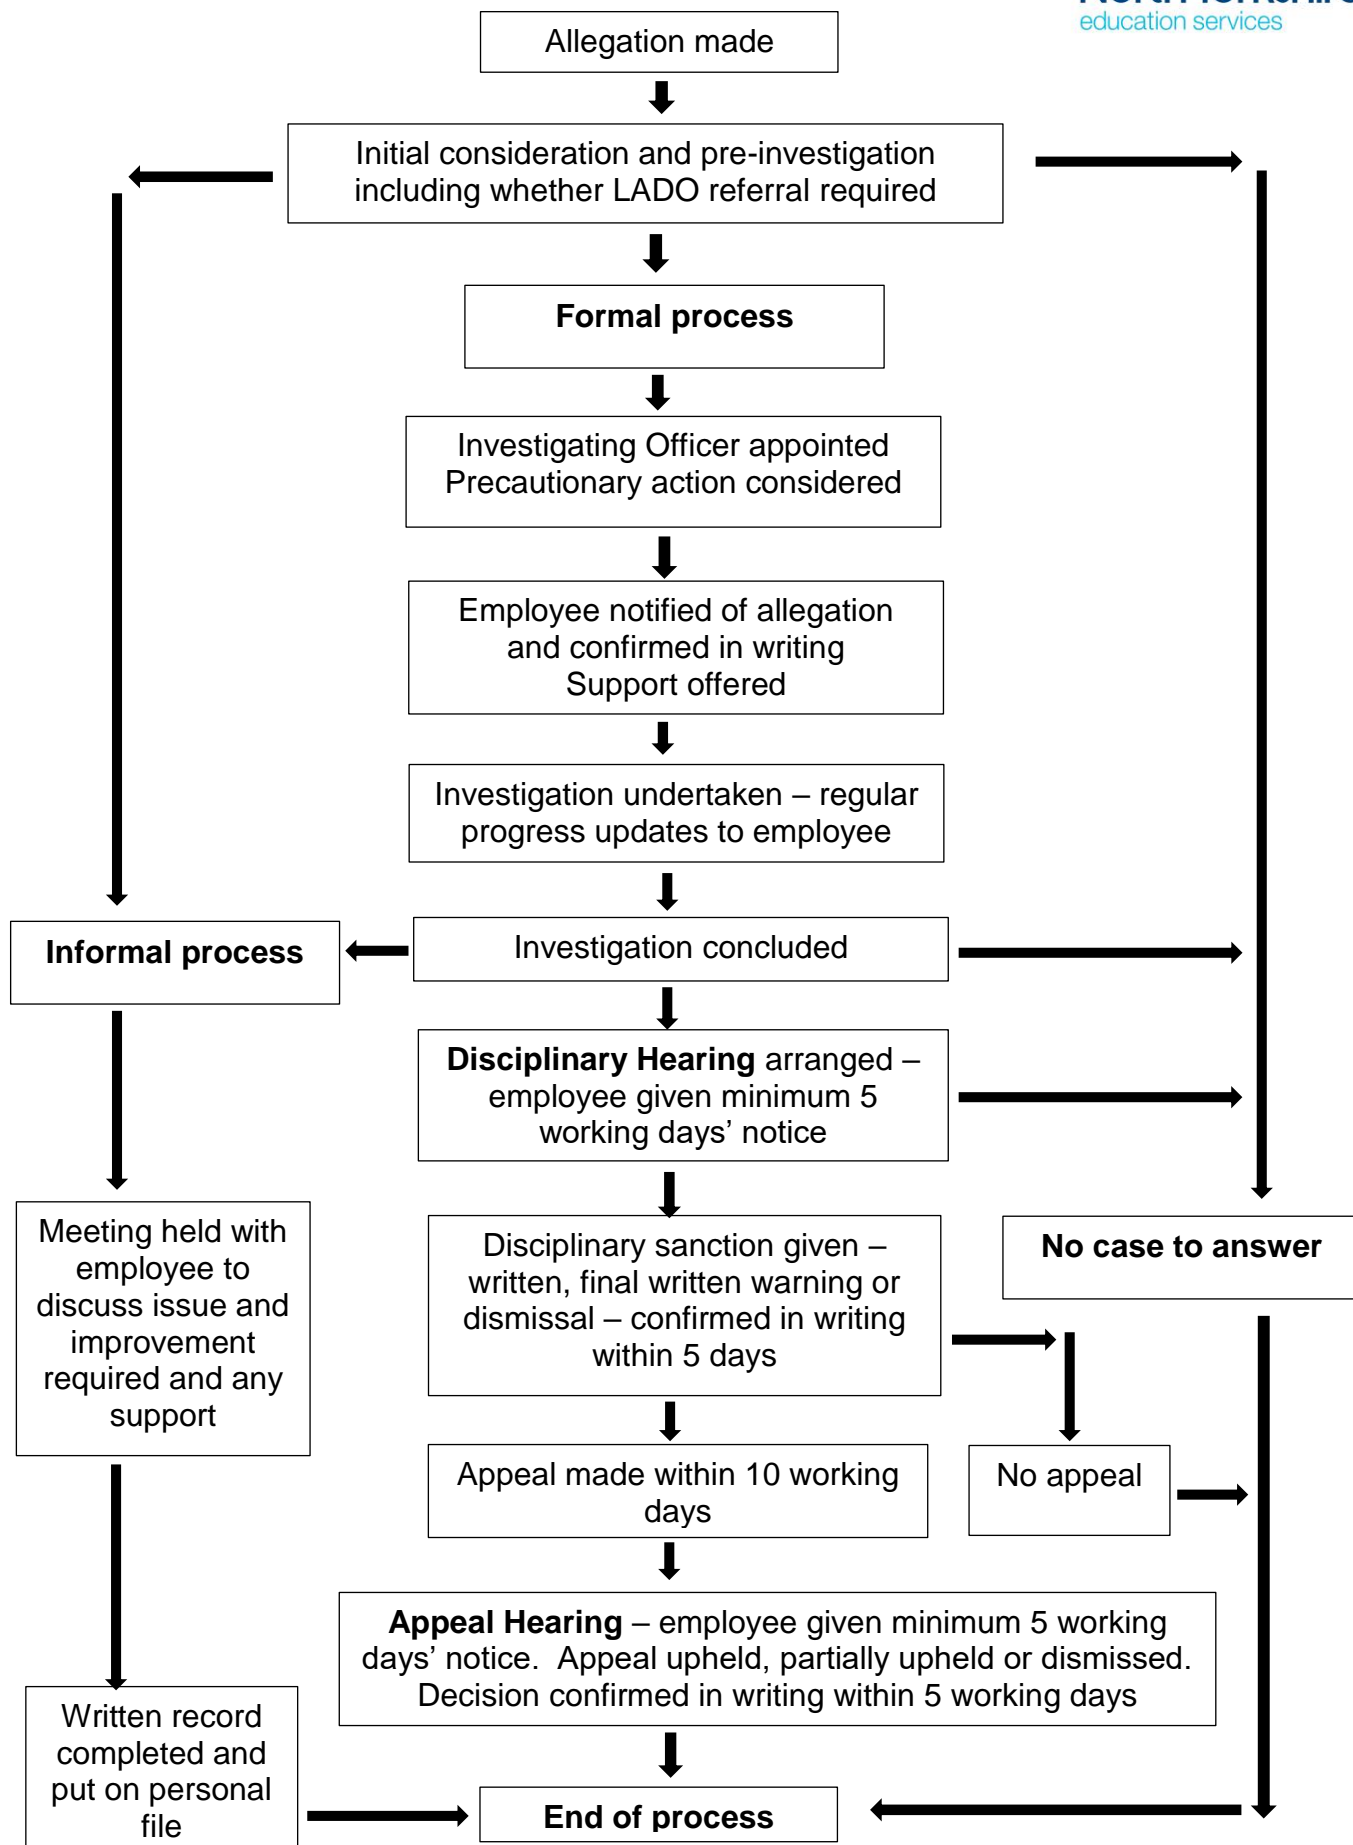 education services
Allegation made
Initial consideration and pre-investigation
including whether LADO referral required
Formal process
Investigating Officer appointed
Precautionary action considered
Employee notified of allegation
and confirmed in writing
Support offered
Investigation undertaken – regular
progress updates to employee
Informal process
Investigation concluded
Disciplinary Hearing arranged –
employee given minimum 5
working days’ notice
Meeting held with
employee to
discuss issue and
improvement
required and any
support
Disciplinary sanction given –
written, final written warning or
dismissal – confirmed in writing
within 5 days
No case to answer
Appeal made within 10 working
days
No appeal
Appeal Hearing – employee given minimum 5 working
days’ notice.  Appeal upheld, partially upheld or dismissed.
Decision confirmed in writing within 5 working days
Written record
completed and
put on personal
file
End of process